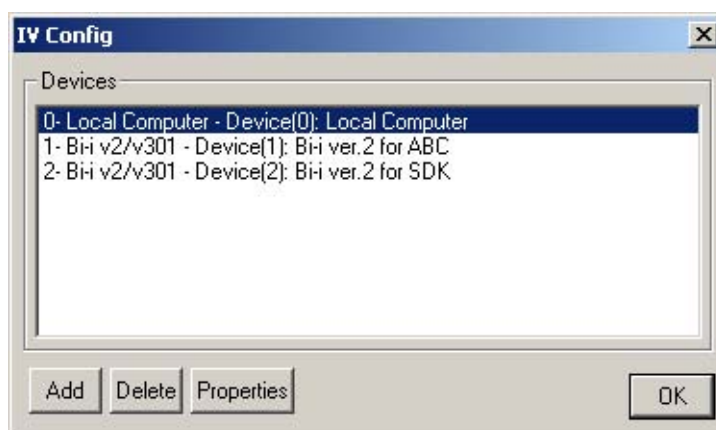 IV Config
Devices
0- Local Computer - Device(0): Local Computer
1- Bi-i v2/v301 - Device(1): Bi-i ver.2 for ABC
2- Bi-i v2/v301 - Device(2): Bi-i ver.2 for SDK
Add Delete Properties OK